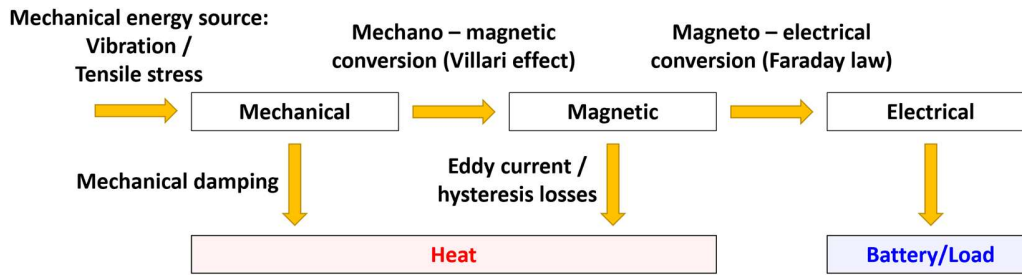 Mechanical energy source:
Vibration /
Tensile stress
Mechano – magnetic
conversion (Villari effect)
Magneto – electrical
conversion (Faraday law)
Mechanical
Magnetic
Electrical
Mechanical damping
Eddy current /
hysteresis losses
Heat
Battery/Load